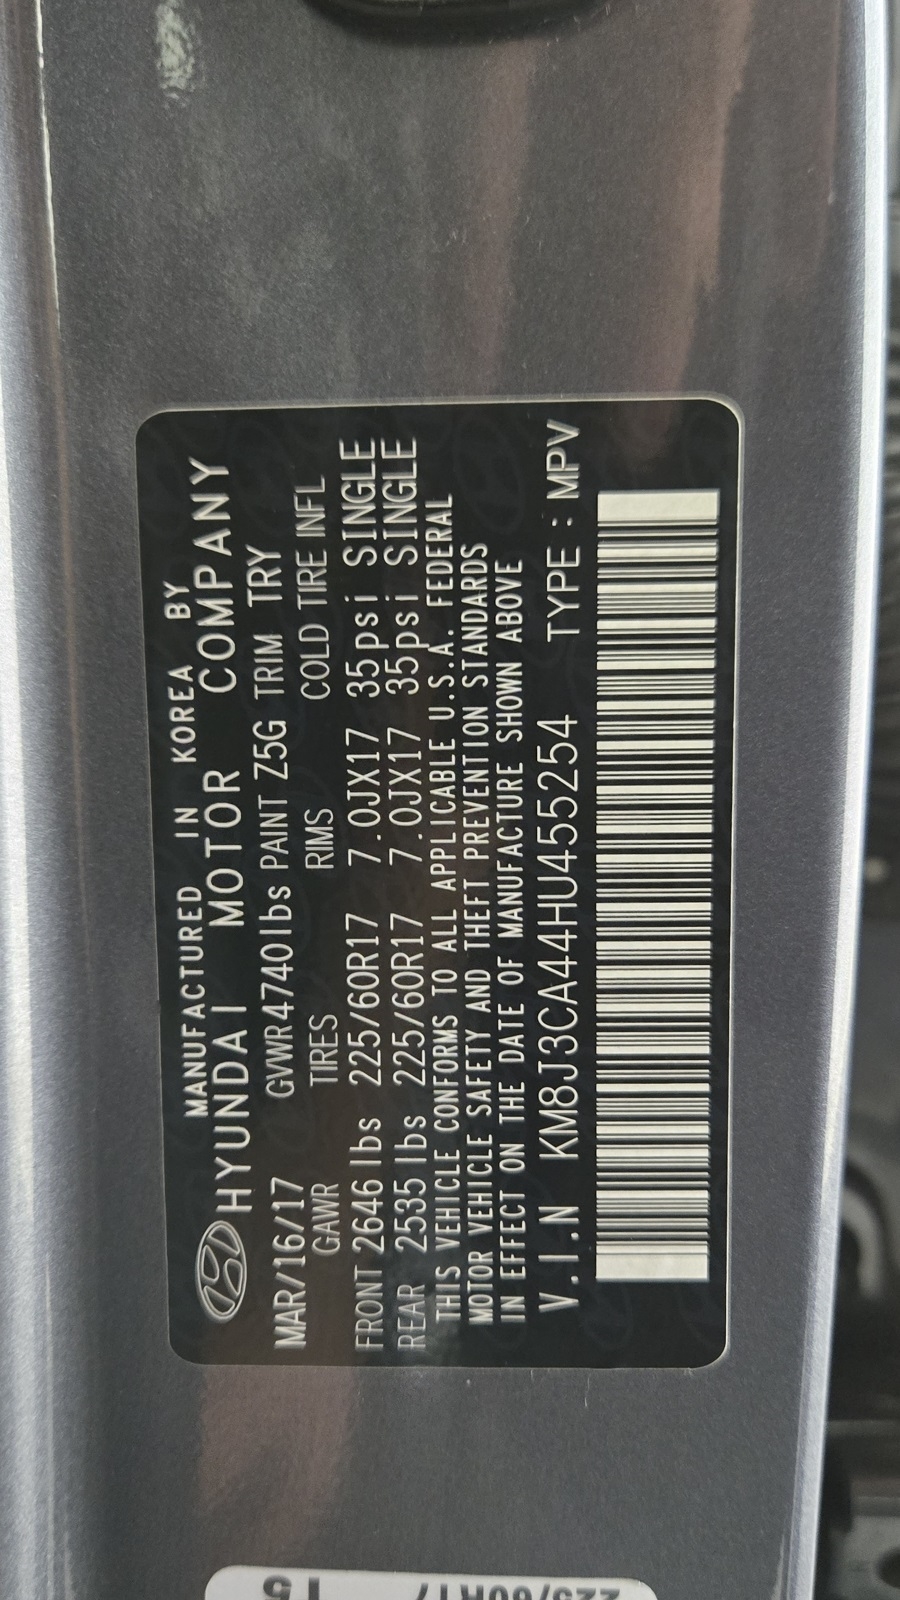 MANUFACTURED IN KOREA BY
HYUNDAI MOTOR COMPANY
MAR/16/17 GVWR4740lbs PAINT Z5G TRIM TRY
GAWR TIRES RIMS COLD TIRE INFL
FRONT 2646lbs 225/60R17 7.0JX17 35psi SINGLE
REAR 2535lbs 225/60R17 7.0JX17 35psi SINGLE
THIS VEHICLE CONFORMS TO ALL APPLICABLE U.S.A. FEDERAL
MOTOR VEHICLE SAFETY AND THEFT PREVENTION STANDARDS
IN EFFECT ON THE DATE OF MANUFACTURE SHOWN ABOVE
V.I.N KM8J3CA44HU455254 TYPE : MPV
225/60R17